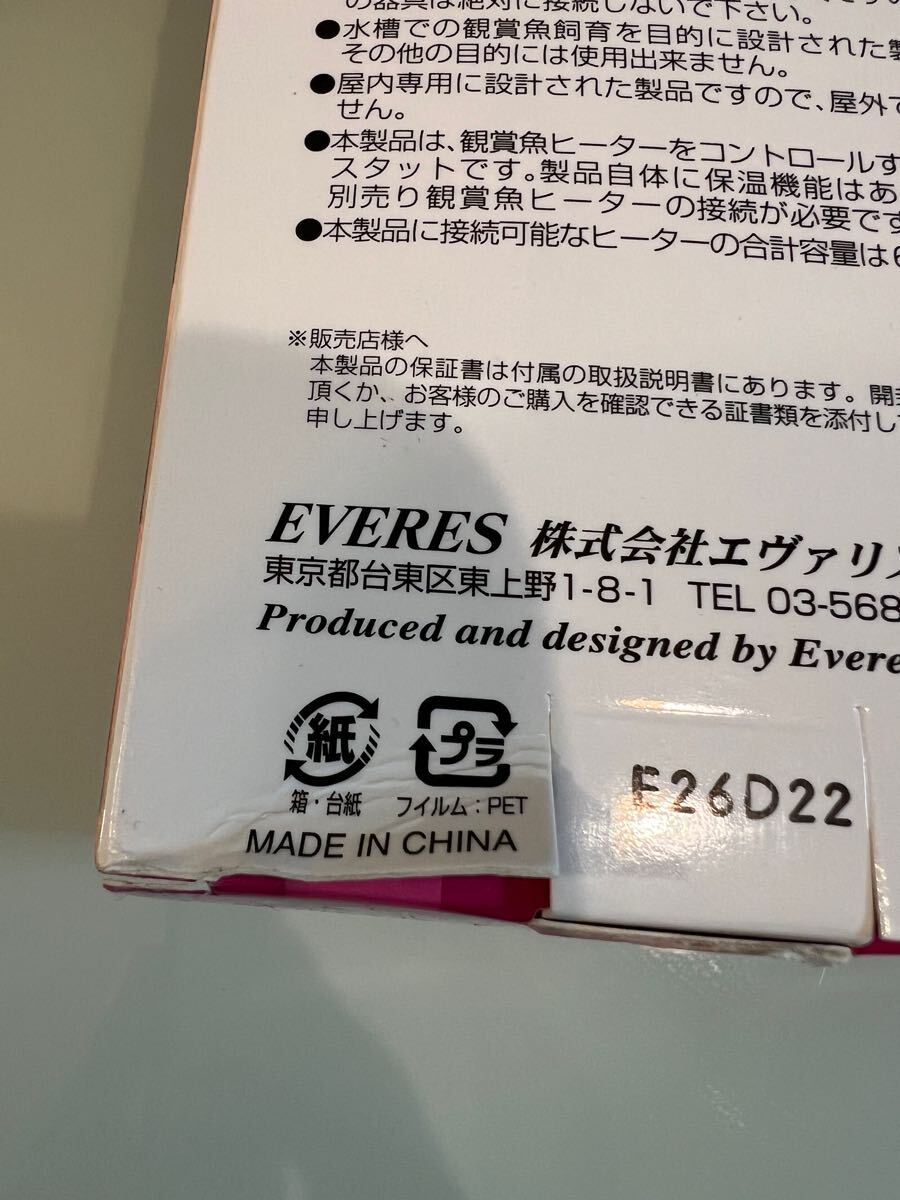 の器具は絶対に接続しないで下さい。
●水槽での観賞魚飼育を目的に設計された製
その他の目的には使用出来ません。
●屋内専用に設計された製品ですので、屋外で
せん。
●本製品は、観賞魚ヒーターをコントロールす
スタットです。製品自体に保温機能はあ
別売り観賞魚ヒーターの接続が必要です
●本製品に接続可能なヒーターの合計容量は6
※販売店様へ
本製品の保証書は付属の取扱説明書にあります。開封
頂くか、お客様のご購入を確認できる証書類を添付して
申し上げます。
EVERES 株式会社エヴァリス
東京都台東区東上野1-8-1 TEL 03-568
Produced and designed by Evere
紙 プラ
箱・台紙 フイルム:PET
MADE IN CHINA
E26D22